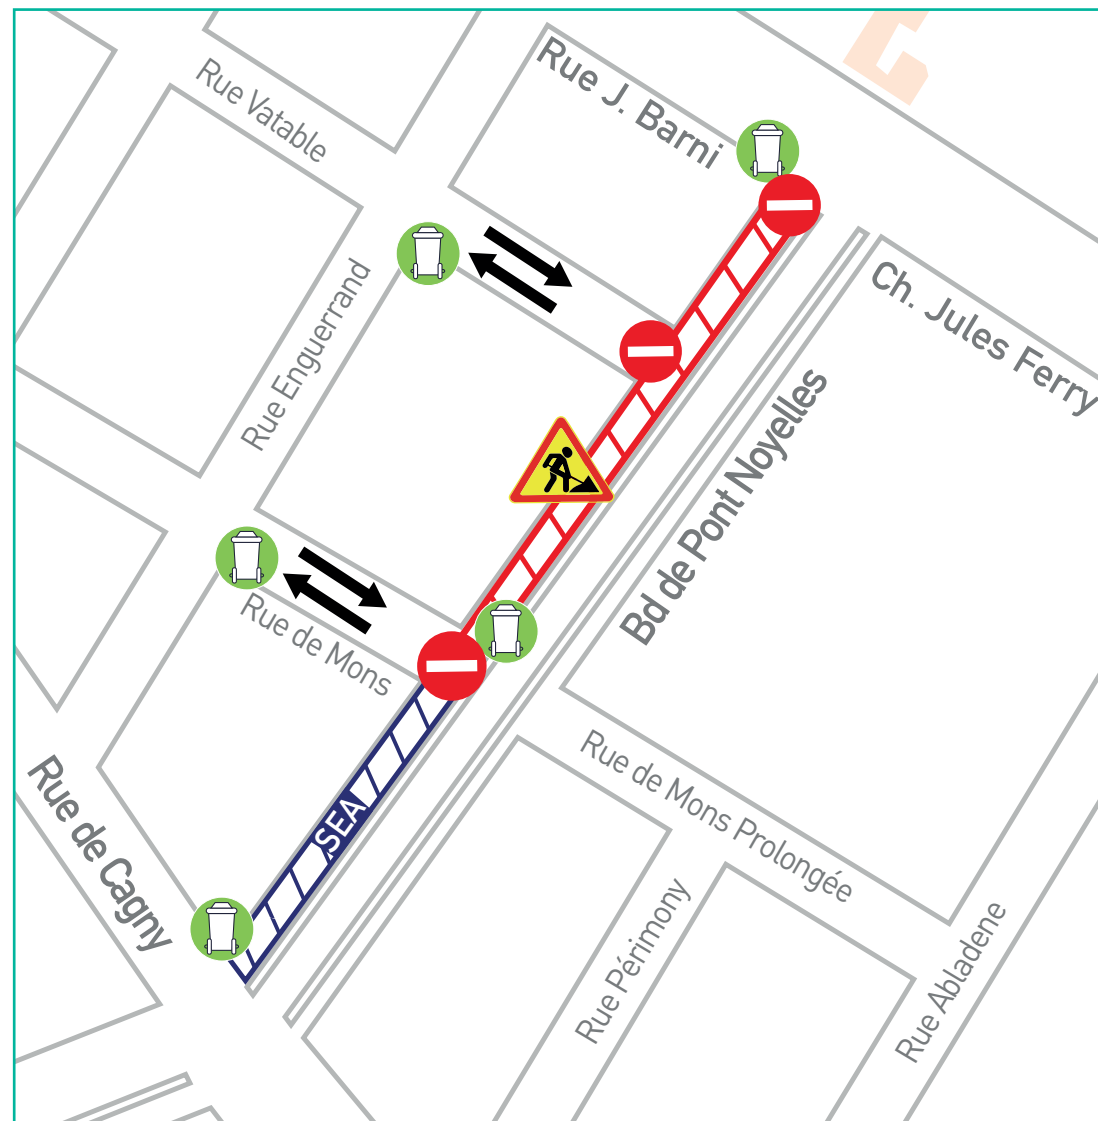 Rue J. Barni
Rue Vatable
Ch. Jules Ferry
Rue Enguerrand
Bd de Pont Noyelles
Rue de Mons
Rue de Mons Prolongée
Rue de Cagny
SEA
Rue Périmony
Rue Abladene